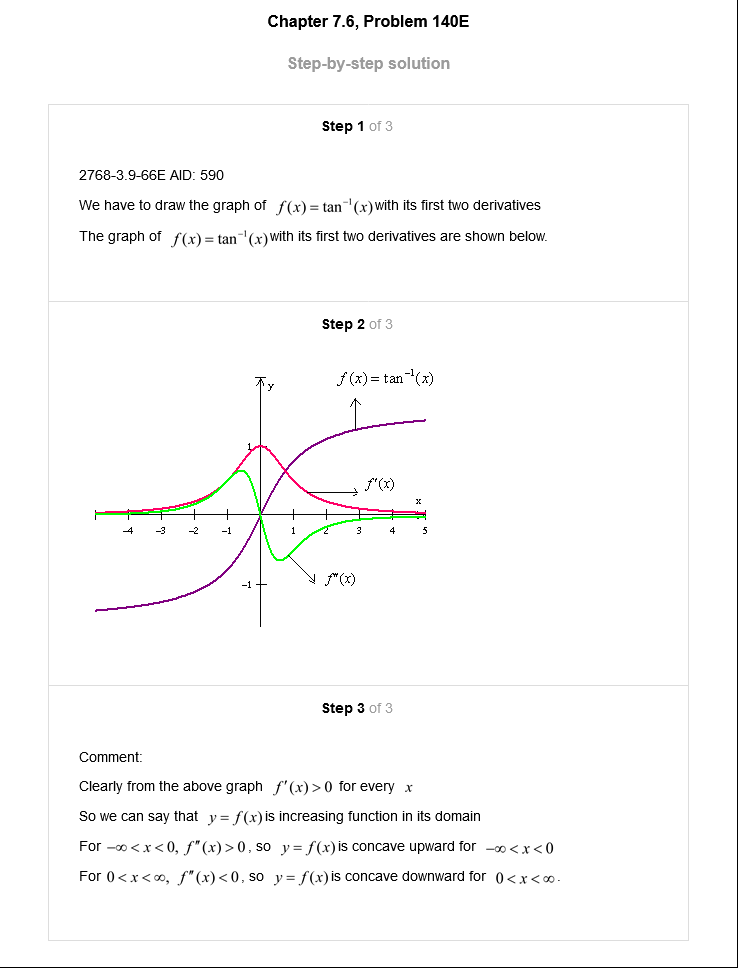 Chapter 7.6, Problem 140E
Step-by-step solution
Step 1 of 3
2768-3.9-66E AID: 590
We have to draw the graph of f(x) = tan⁻¹(x) with its first two derivatives
The graph of f(x) = tan⁻¹(x) with its first two derivatives are shown below.
Step 2 of 3
f(x) = tan⁻¹(x)
y
1
f'(x)
x
−4 −3 −2 −1 1 2 3 4 5
−1
f''(x)
Step 3 of 3
Comment:
Clearly from the above graph f'(x) > 0 for every x
So we can say that y = f(x) is increasing function in its domain
For −∞ < x < 0, f''(x) > 0, so y = f(x) is concave upward for −∞ < x < 0
For 0 < x < ∞, f''(x) < 0, so y = f(x) is concave downward for 0 < x < ∞.